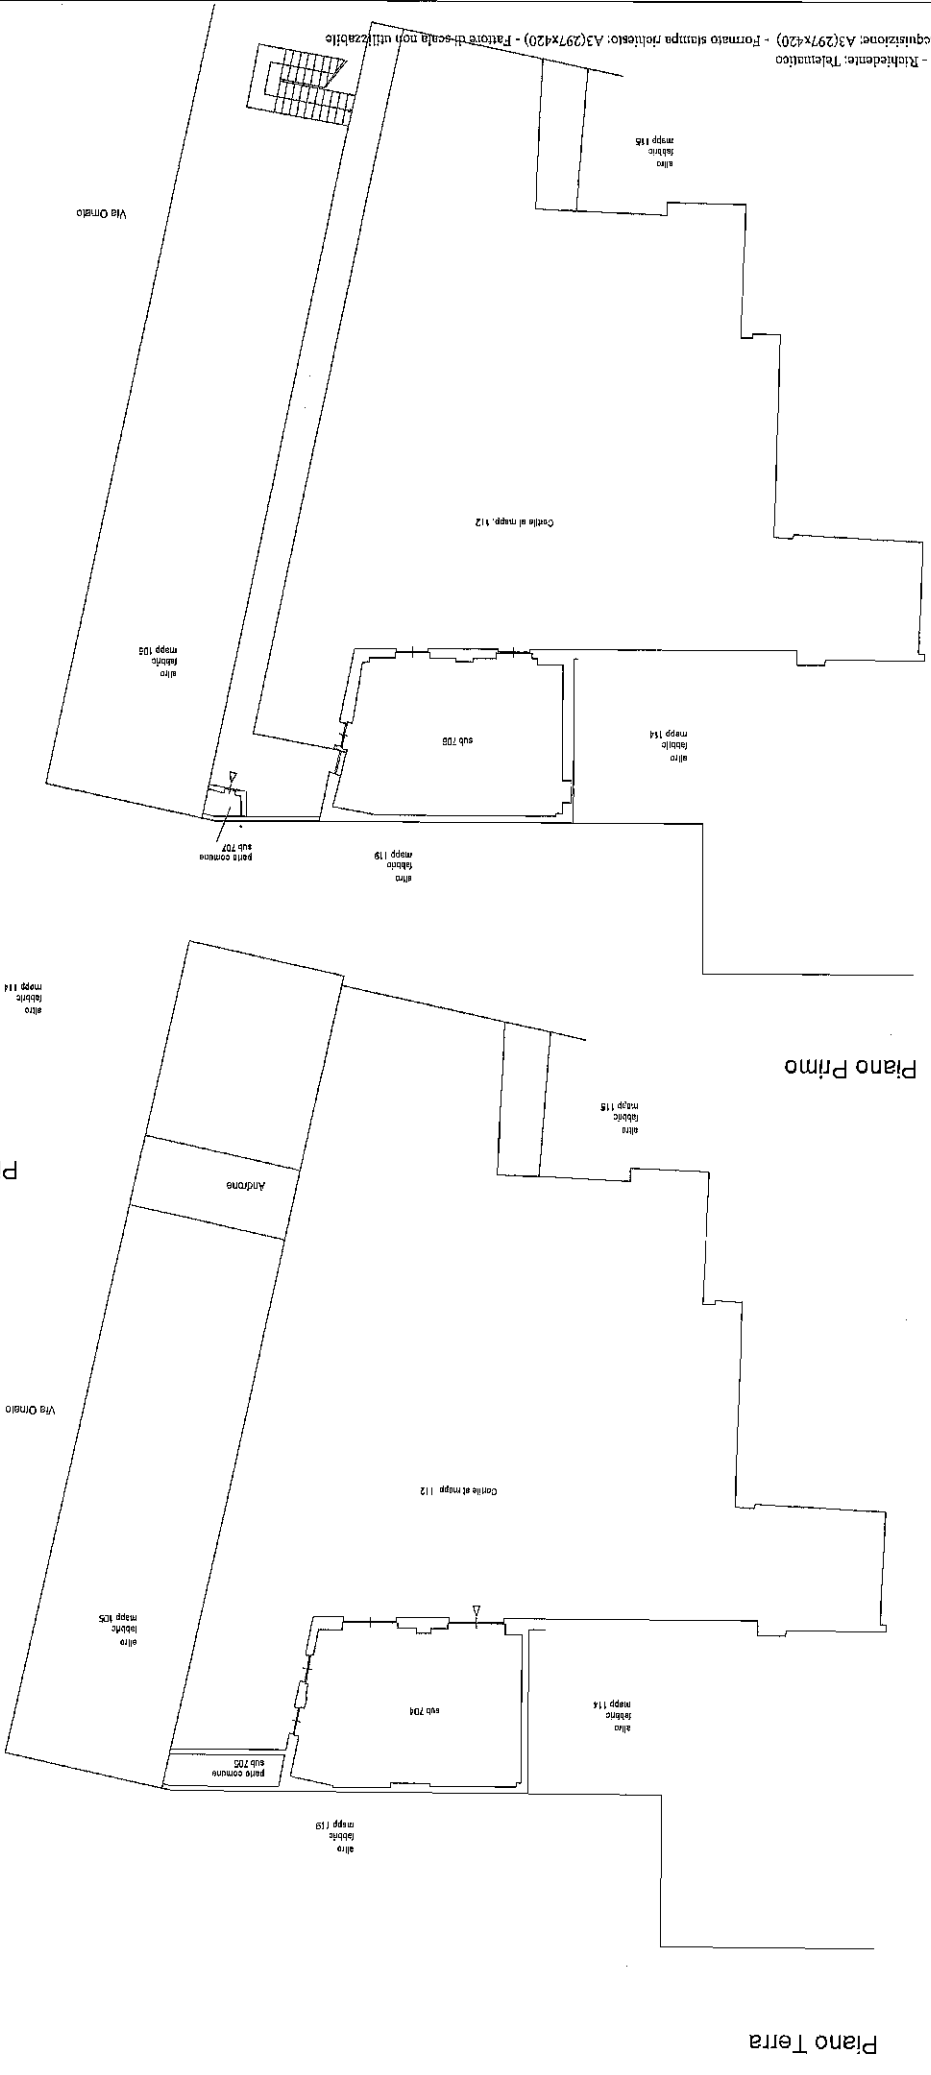 Piano Terra
altro
fabbric
mapp 119
parte comune
sub 705
sub 704
altro
fabbric
mapp 114
altro
fabbric
mapp 105
Cortile al mapp 112
Via Ornato
Androne
altro
fabbric
mapp 115
Piano Primo
altro
fabbric
mapp 114
altro
fabbric
mapp 119
parte comune
sub 707
sub 706
altro
fabbric
mapp 114
altro
fabbric
mapp 105
Cortile al mapp. 112
Via Ornato
altro
fabbric
mapp 115
- Richiedente: Telematico
cquisizione: A3(297x420) - Formato stampa richiesto: A3(297x420) - Fattore di scala non utilizzabile